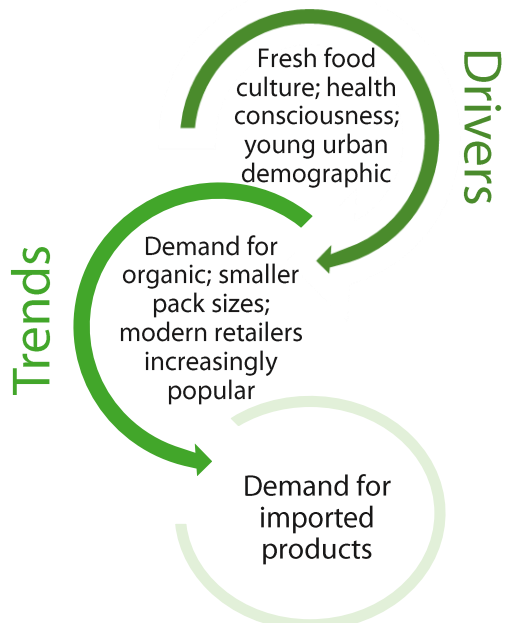 Drivers
Fresh food
culture; health
consciousness;
young urban
demographic
Trends
Demand for
organic; smaller
pack sizes;
modern retailers
increasingly
popular
Demand for
imported
products